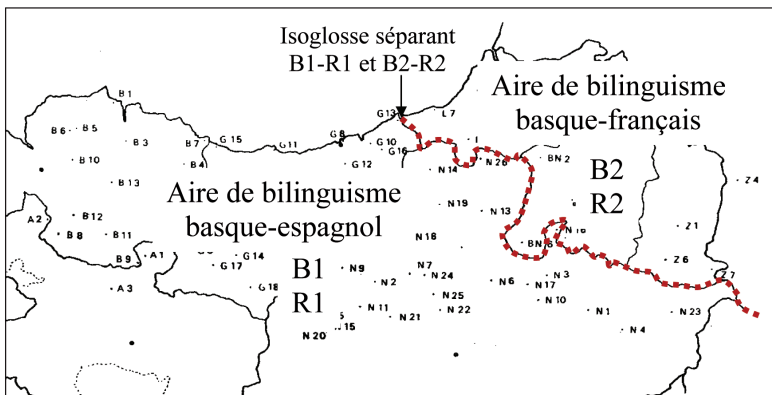 Isoglosse séparant
B1-R1 et B2-R2
Aire de bilinguisme
basque-français
B2
R2
Aire de bilinguisme
basque-espagnol
B1
R1
B1
B6
B5
B3
B7
G15
G11
G8
G13
L7
B10
B4
G10
G16
G12
N14
N26
BN2
B13
N19
N13
Z4
A2
B12
B8
B11
N18
N16
Z1
B9
A1
G14
G17
N9
N7
N24
N2
N6
N3
N17
Z6
Z7
A3
G18
N25
N10
N11
N21
N22
N1
N23
15
N20
N4